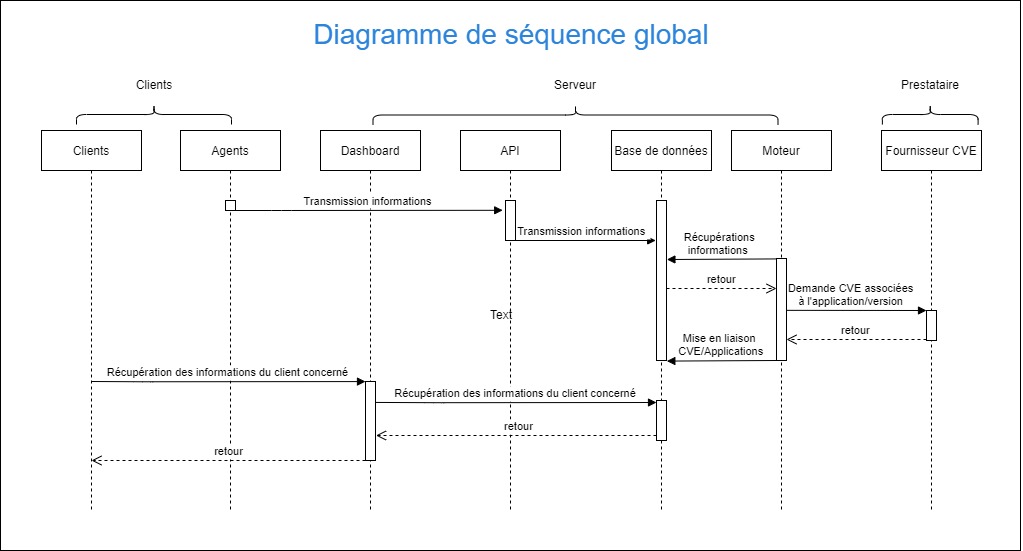 Diagramme de séquence global
Clients
Serveur
Prestataire
Clients
Agents
Dashboard
API
Base de données
Moteur
Fournisseur CVE
Transmission informations
Transmission informations
Récupérations
informations
retour
Demande CVE associées
à l'application/version
Text
retour
Mise en liaison
CVE/Applications
Récupération des informations du client concerné
Récupération des informations du client concerné
retour
retour